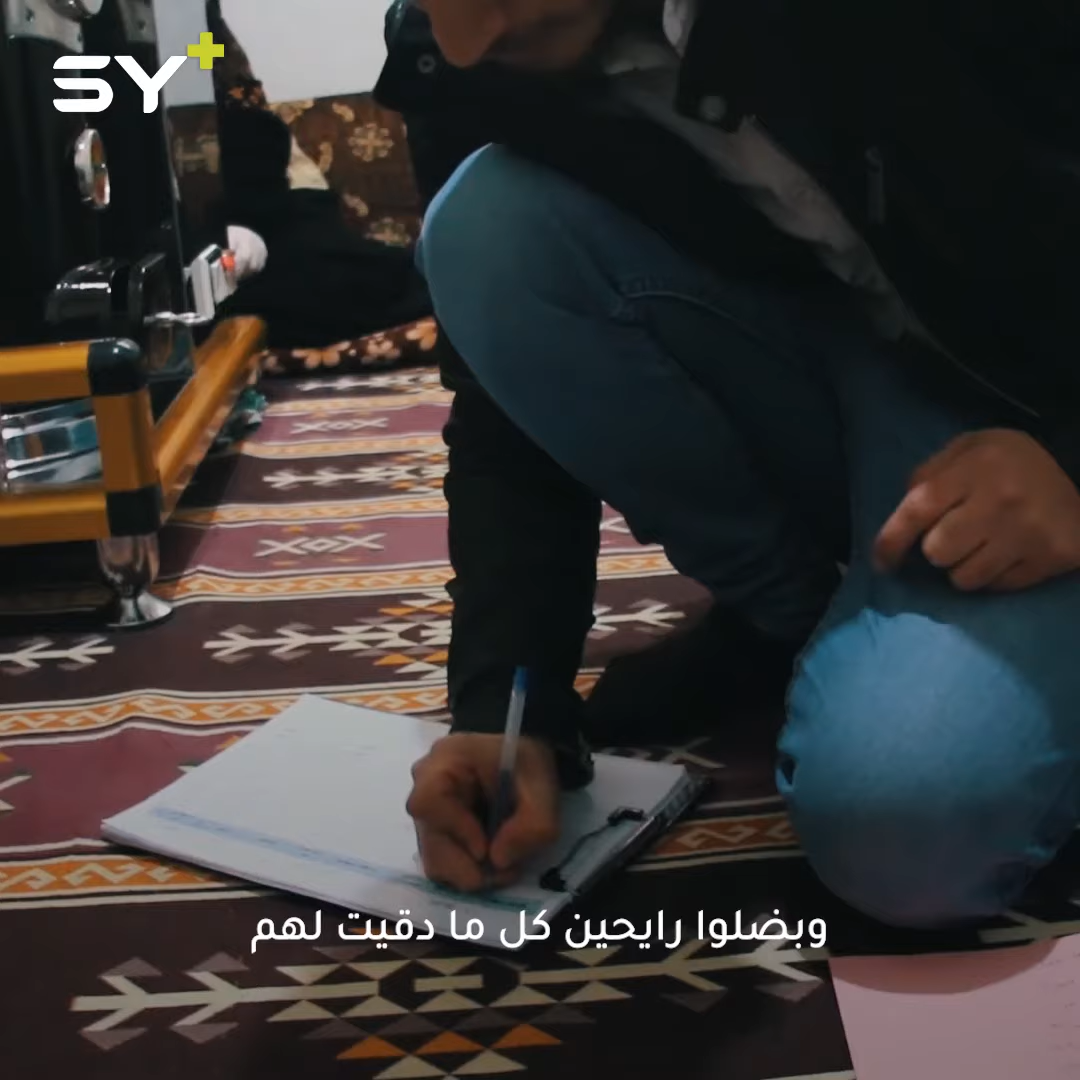 SY+
وبضلوا رايحين كل ما دقيت لهم